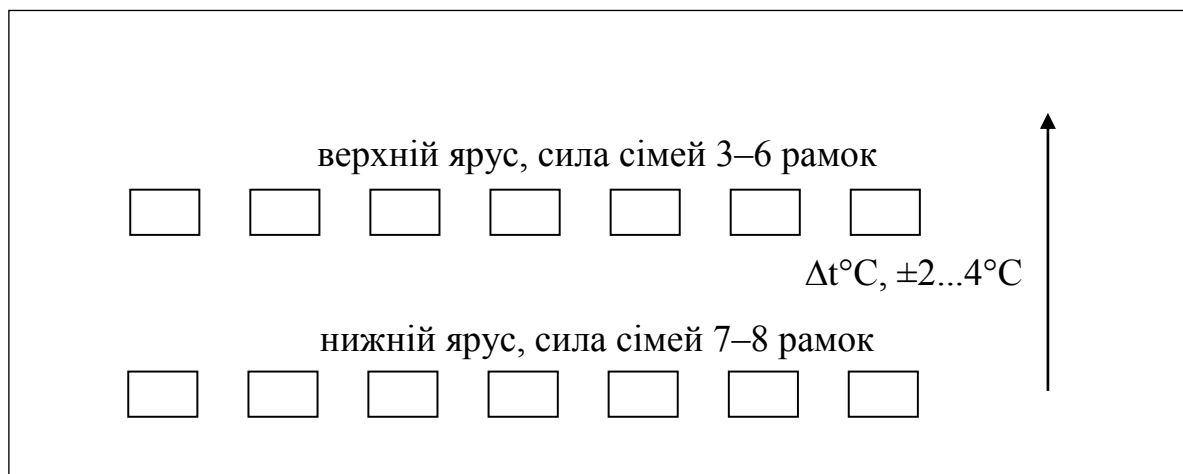 верхній ярус, сила сімей 3–6 рамок
Δt°C, ±2...4°C
нижній ярус, сила сімей 7–8 рамок